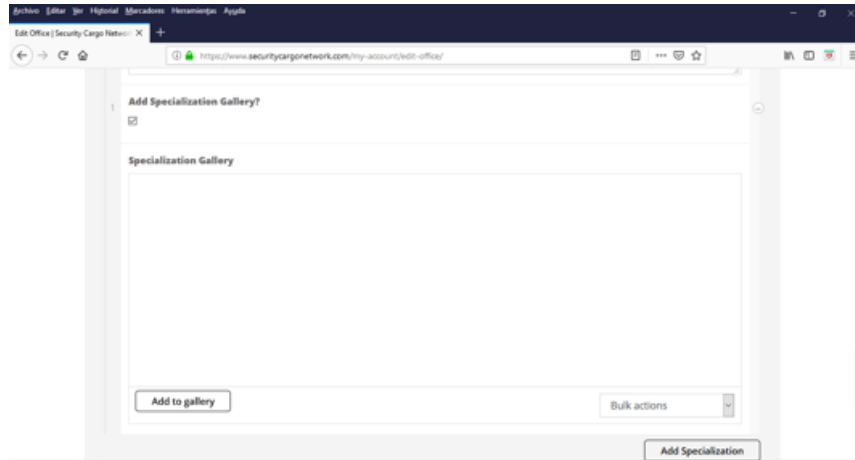 Archivo Editar Ver Historial Marcadores Herramientas Ayuda
Edit Office | Security Cargo Networ
https://www.securitycargonetwork.com/my-account/edit-office/
1
Add Specialization Gallery?
Specialization Gallery
Add to gallery
Bulk actions
Add Specialization